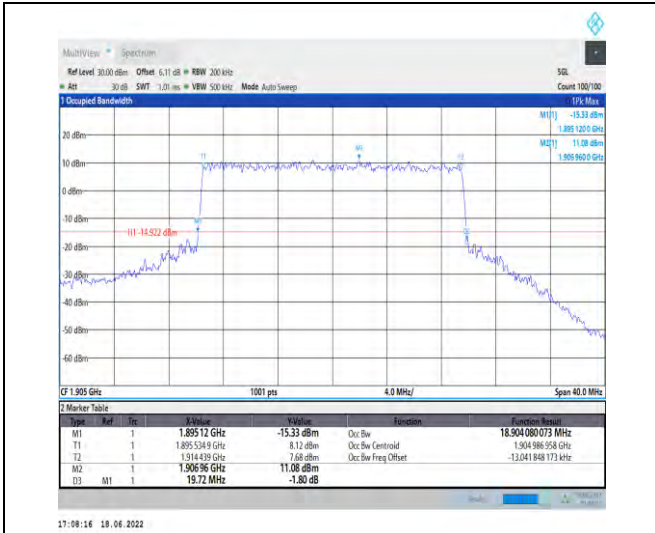 MultiView Spectrum
Ref Level 30.00 dBm Offset 6.11 dB RBW 200 kHz SGL
Att 30 dB SWT 1.01 ms VBW 500 kHz Mode Auto Sweep Count 100/100
1 Occupied Bandwidth 1Pk Max
M1[1] -15.33 dBm
1.895 120 0 GHz
M2[1] 11.08 dBm
1.906 960 0 GHz
20 dBm
T1 M2 T2
10 dBm
0 dBm
-10 dBm
M1
H1 -14.922 dBm
D3
-20 dBm
-30 dBm
-40 dBm
-50 dBm
-60 dBm
CF 1.905 GHz 1001 pts 4.0 MHz/ Span 40.0 MHz
2 Marker Table
Type Ref Trc X-Value Y-Value Function Function Result
M1 1 1.89512 GHz -15.33 dBm Occ Bw 18.904 080 073 MHz
T1 1 1.895 534 9 GHz 8.12 dBm Occ Bw Centroid 1.904 986 958 GHz
T2 1 1.914 439 GHz 7.68 dBm Occ Bw Freq Offset -13.041 848 173 kHz
M2 1 1.906 96 GHz 11.08 dBm
D3 M1 1 19.72 MHz -1.80 dB
17:08:16 18.06.2022